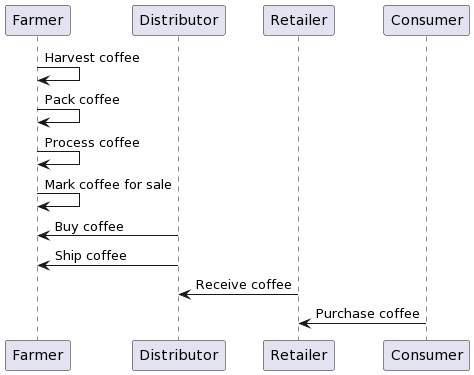 Farmer Distributor Retailer Consumer
Harvest coffee
Pack coffee
Process coffee
Mark coffee for sale
Buy coffee
Ship coffee
Receive coffee
Purchase coffee
Farmer Distributor Retailer Consumer